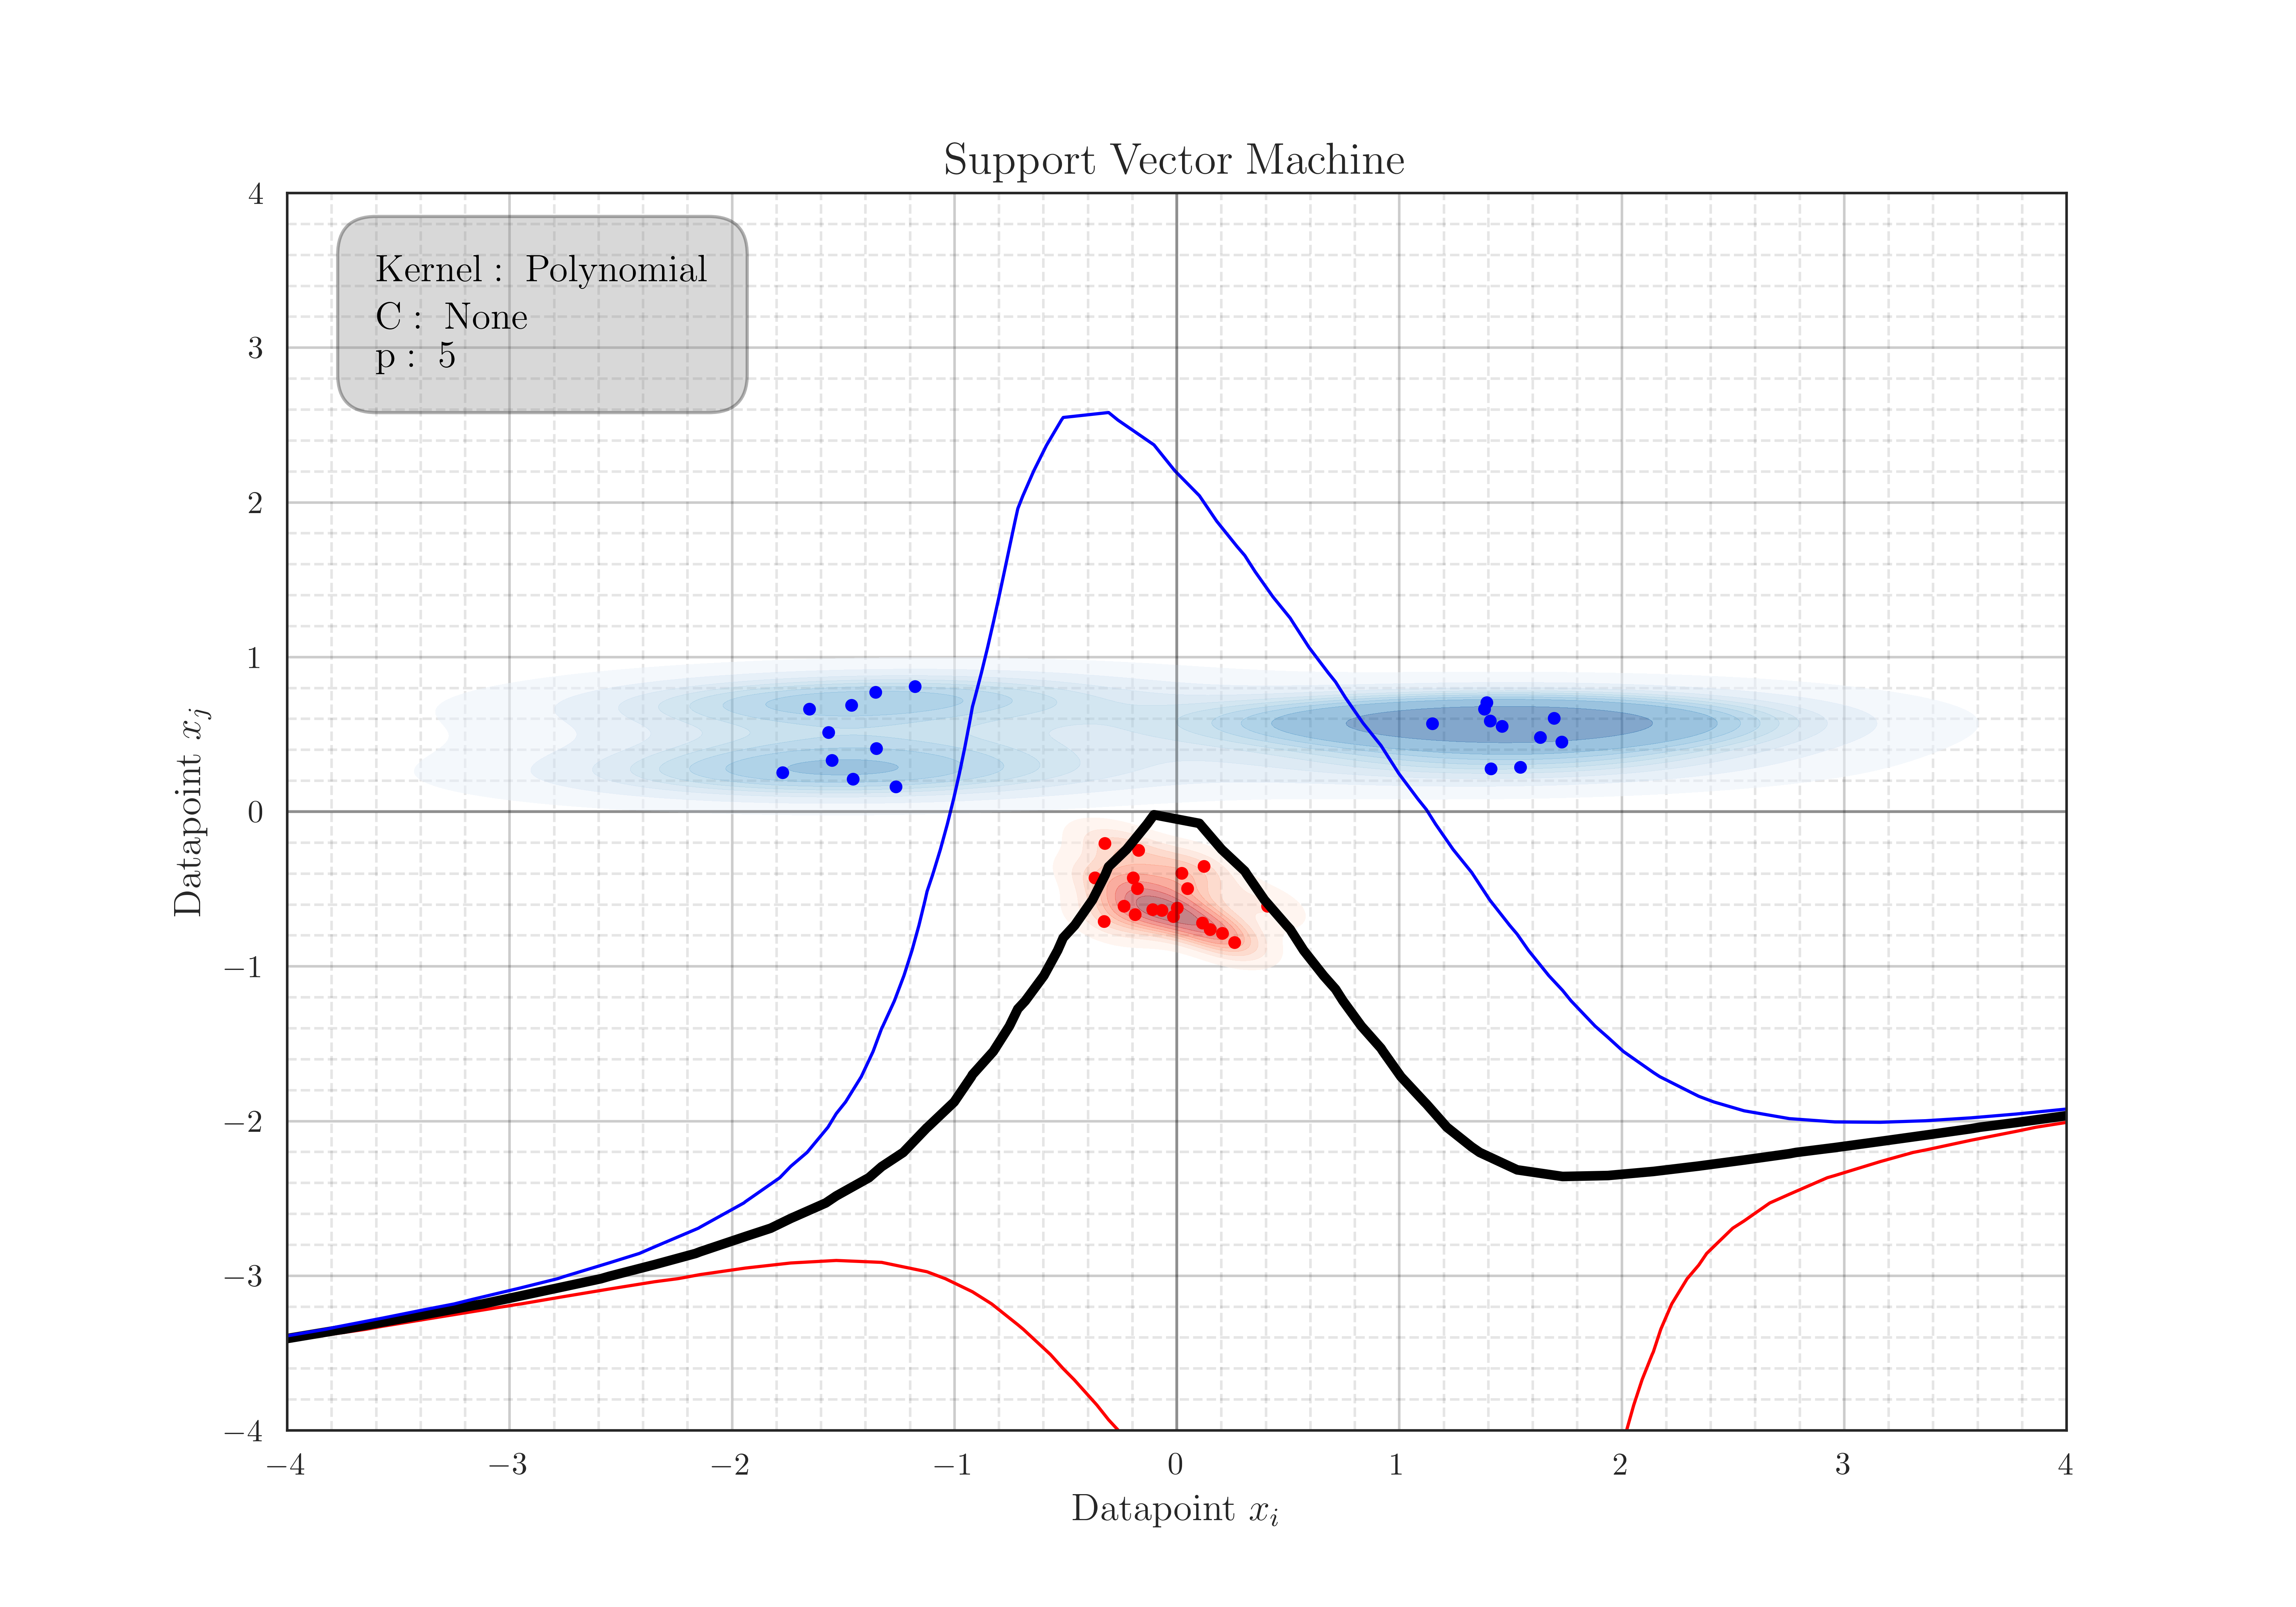 Support Vector Machine
Kernel : Polynomial
C : None
p : 5
4
3
2
1
0
−1
−2
−3
−4
Datapoint x_j
−4 −3 −2 −1 0 1 2 3 4
Datapoint x_i